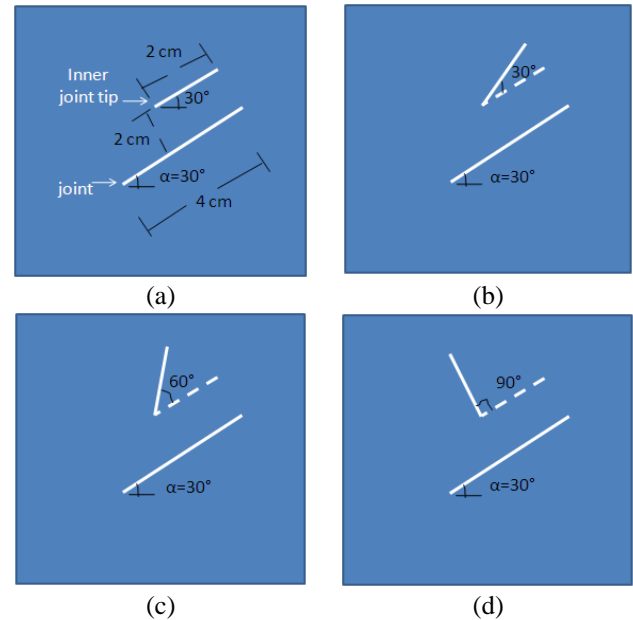 2 cm
Inner
joint tip
30°
2 cm
joint
α=30°
4 cm
(a)
30°
α=30°
(b)
60°
α=30°
(c)
90°
α=30°
(d)